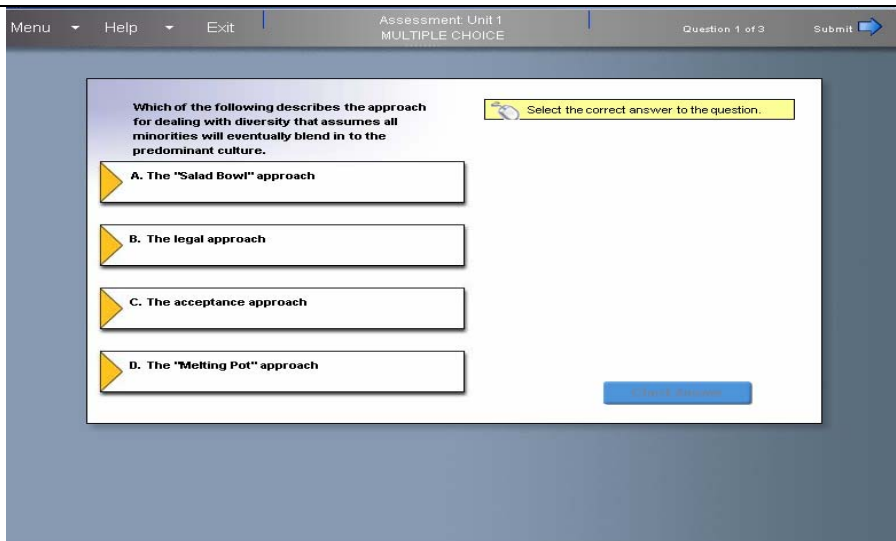 Menu Help Exit
Assessment: Unit 1
MULTIPLE CHOICE
Question 1 of 3
Submit
Which of the following describes the approach
for dealing with diversity that assumes all
minorities will eventually blend in to the
predominant culture.
Select the correct answer to the question.
A. The "Salad Bowl" approach
B. The legal approach
C. The acceptance approach
D. The "Melting Pot" approach